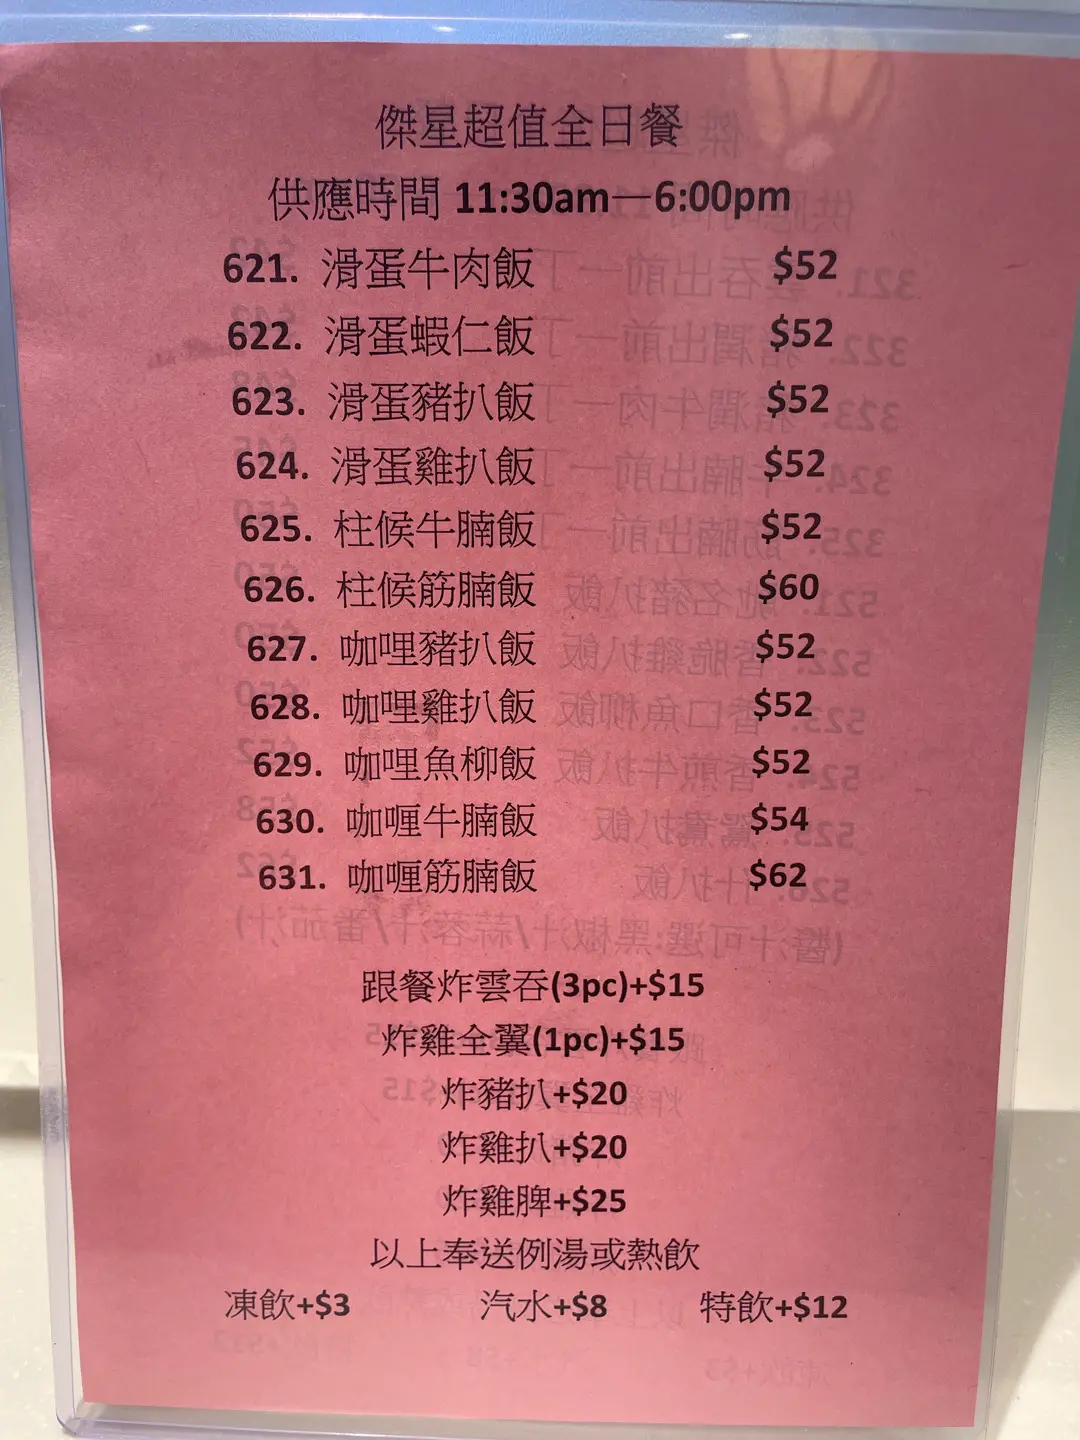 傑星超值全日餐
供應時間 11:30am—6:00pm
621. 滑蛋牛肉飯 $52
622. 滑蛋蝦仁飯 $52
623. 滑蛋豬扒飯 $52
624. 滑蛋雞扒飯 $52
625. 柱候牛腩飯 $52
626. 柱候筋腩飯 $60
627. 咖哩豬扒飯 $52
628. 咖哩雞扒飯 $52
629. 咖哩魚柳飯 $52
630. 咖喱牛腩飯 $54
631. 咖喱筋腩飯 $62
跟餐炸雲吞(3pc)+$15
炸雞全翼(1pc)+$15
炸豬扒+$20
炸雞扒+$20
炸雞脾+$25
以上奉送例湯或熱飲
凍飲+$3 汽水+$8 特飲+$12